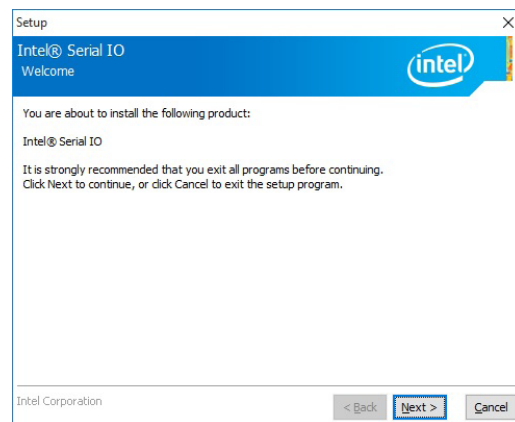 Setup
Intel® Serial IO
Welcome
intel
You are about to install the following product:
Intel® Serial IO
It is strongly recommended that you exit all programs before continuing.
Click Next to continue, or click Cancel to exit the setup program.
Intel Corporation
< Back Next > Cancel